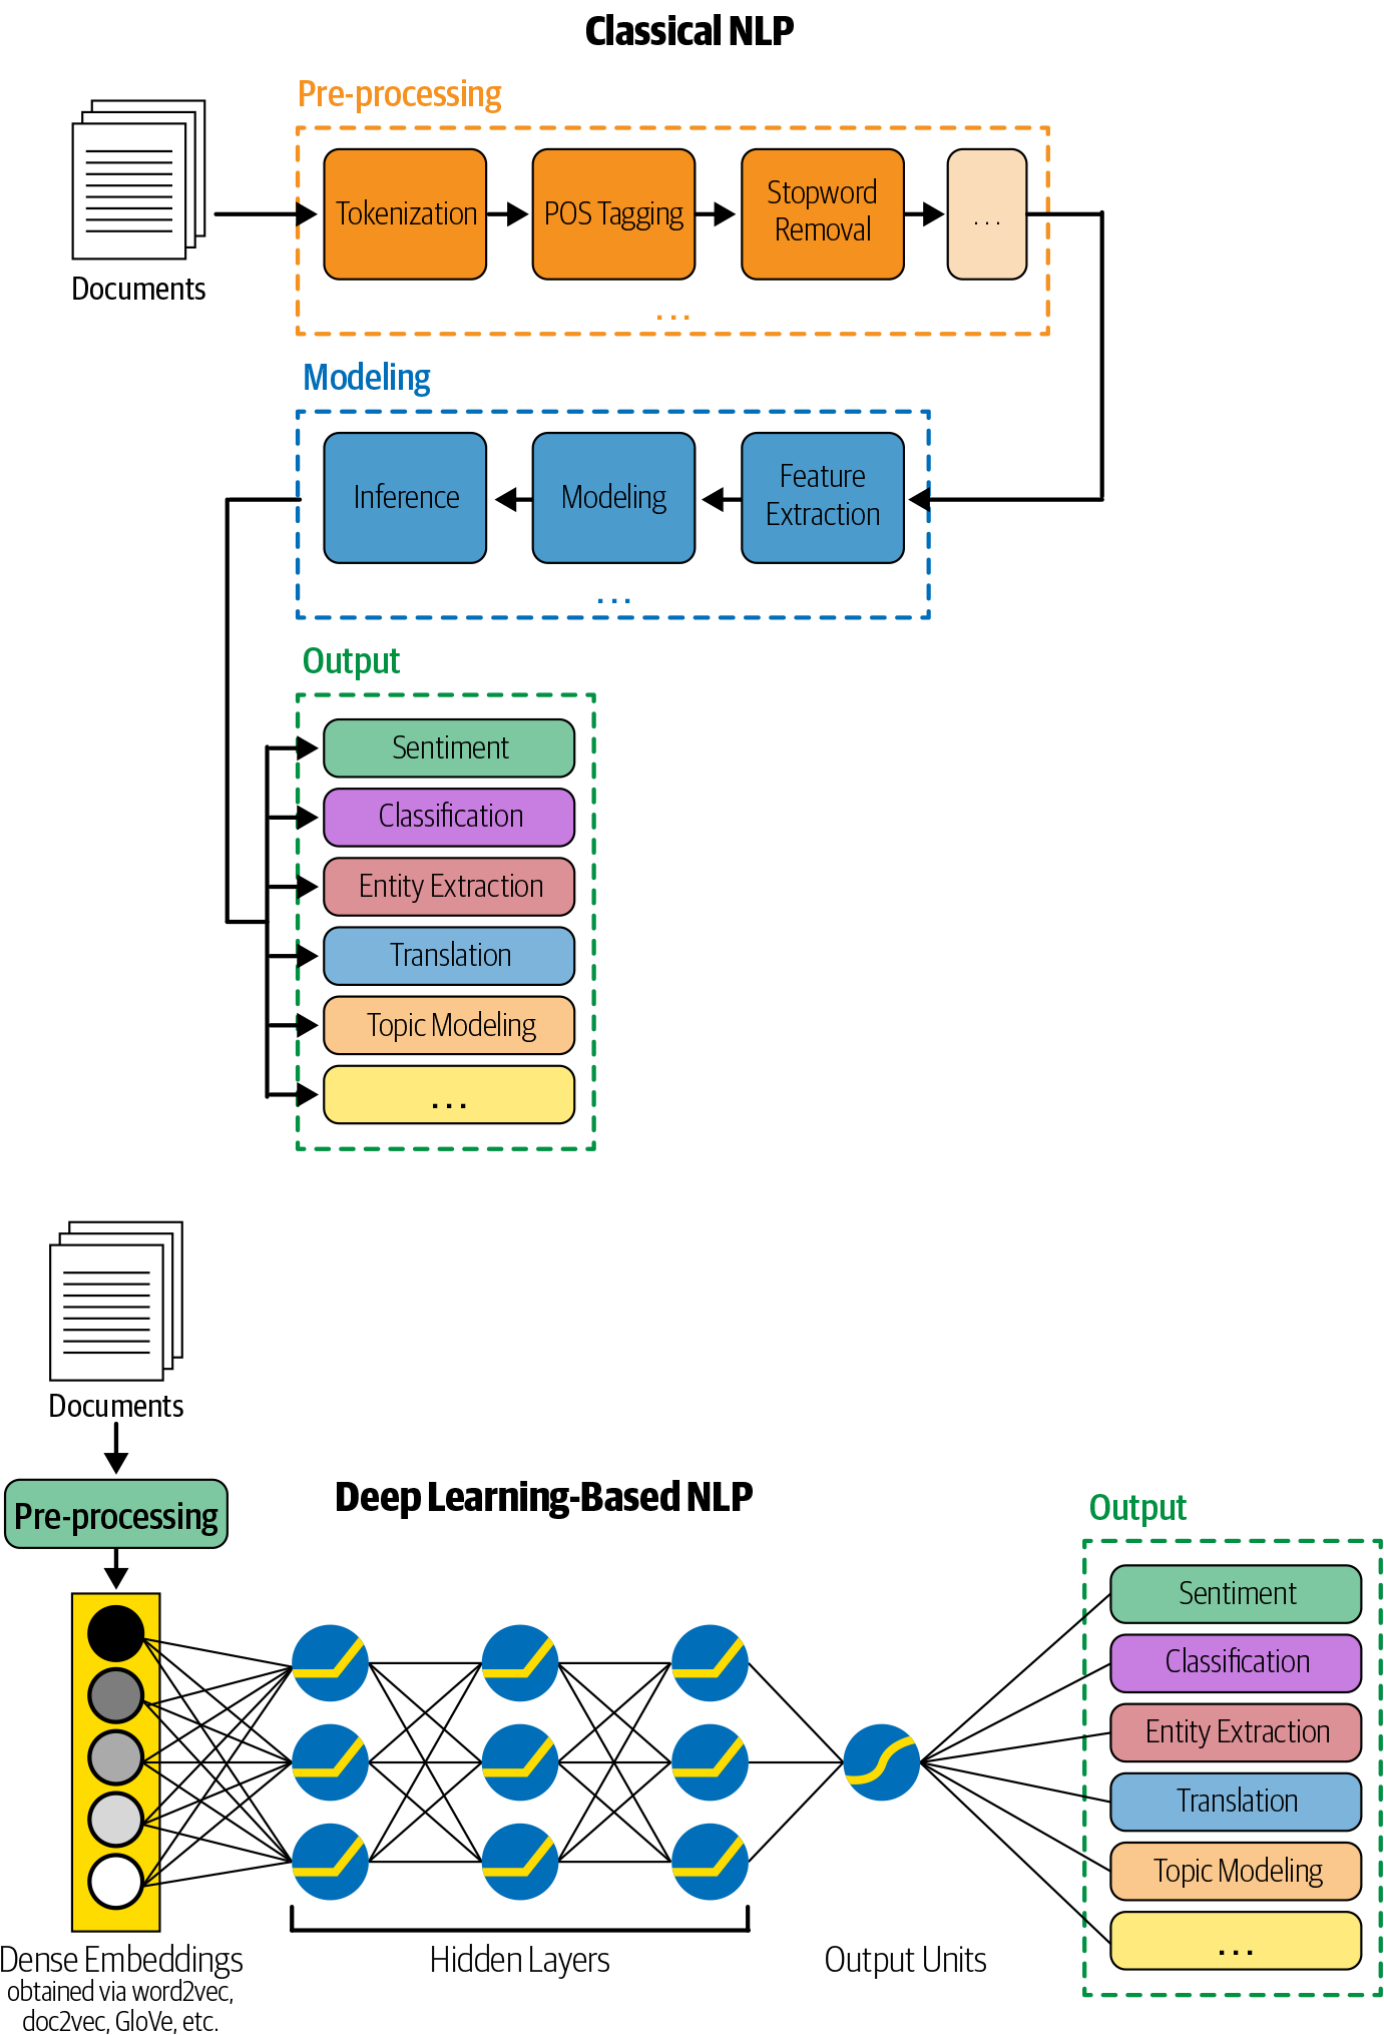 Classical NLP
Pre-processing
Documents
Tokenization
POS Tagging
Stopword
Removal
...
...
Modeling
Inference
Modeling
Feature
Extraction
...
Output
Sentiment
Classification
Entity Extraction
Translation
Topic Modeling
...
Documents
Pre-processing
Deep Learning-Based NLP
Dense Embeddings
obtained via word2vec,
doc2vec, GloVe, etc.
Hidden Layers
Output Units
Output
Sentiment
Classification
Entity Extraction
Translation
Topic Modeling
...